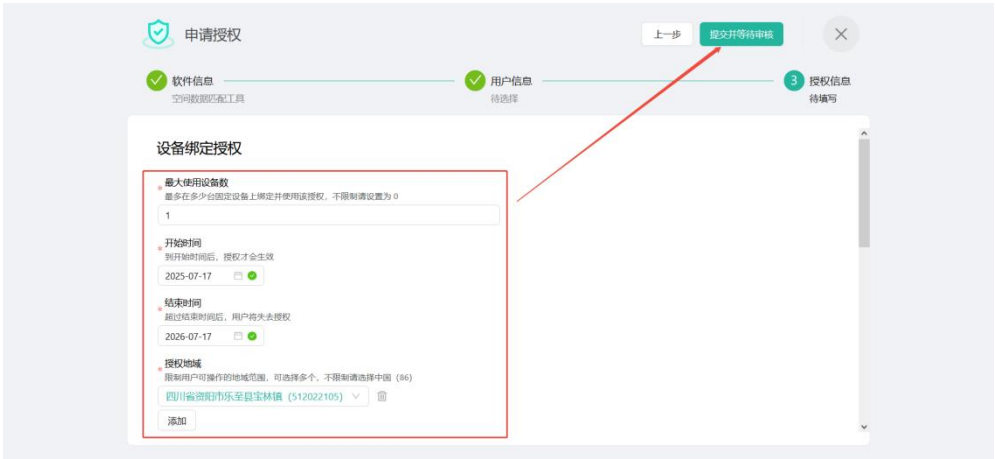 申请授权
上一步
提交并等待审核
软件信息
空间数据匹配工具
用户信息
待选择
3
授权信息
待填写
设备绑定授权
* 最大使用设备数
最多在多少台固定设备上绑定并使用该授权，不限制请设置为 0
1
* 开始时间
到开始时间后，授权才会生效
2025-07-17
* 结束时间
超过结束时间后，用户将失去授权
2026-07-17
* 授权地域
限制用户可操作的地域范围，可选择多个，不限制请选择中国（86）
四川省资阳市乐至县宝林镇（512022105）
添加